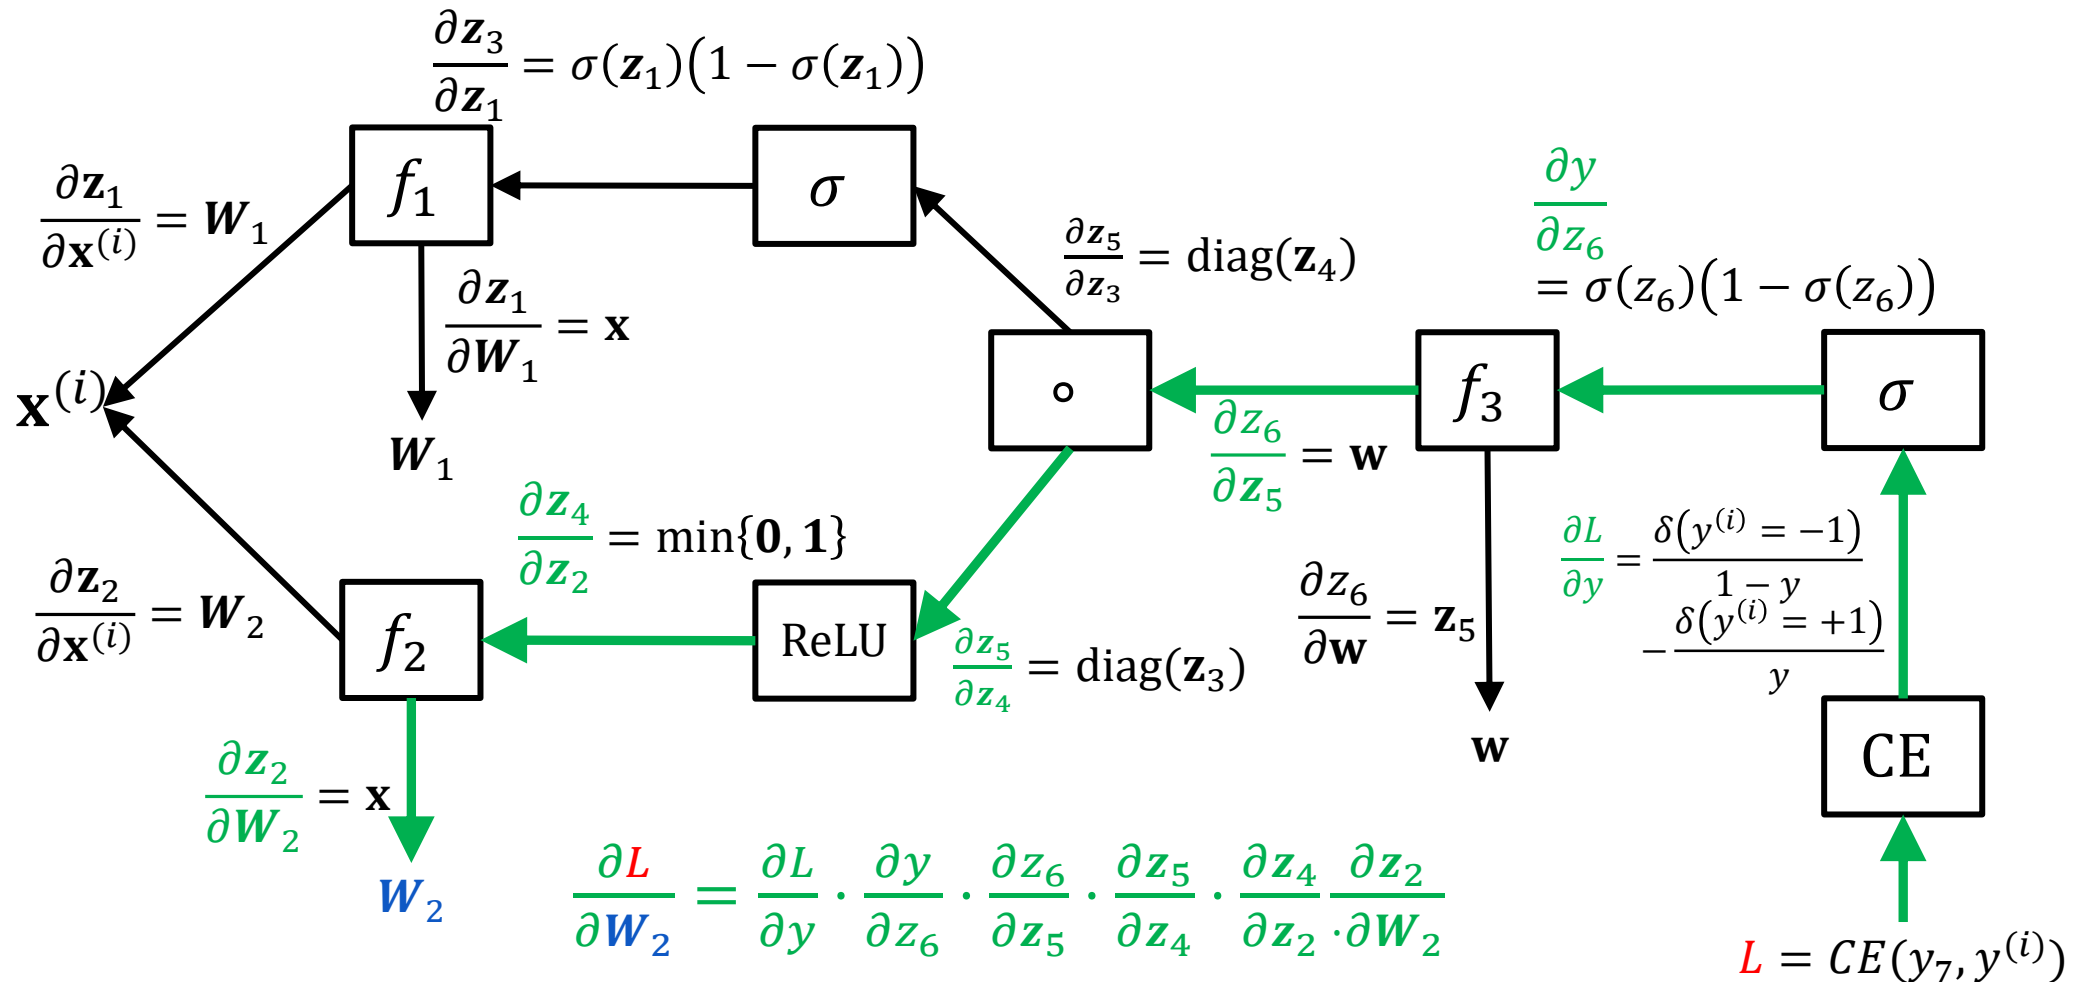 ∂z₃/∂z₁ = σ(z₁)(1 − σ(z₁))
f₁
σ
∂z₁/∂x⁽ⁱ⁾ = W₁
∂y/∂z₆
= σ(z₆)(1 − σ(z₆))
∂z₅/∂z₃ = diag(z₄)
∂z₁/∂W₁ = x
x⁽ⁱ⁾
∘
f₃
σ
W₁
∂z₆/∂z₅ = w
∂z₄/∂z₂ = min{0, 1}
∂L/∂y = δ(y⁽ⁱ⁾ = −1)/(1 − y)
−δ(y⁽ⁱ⁾ = +1)/y
∂z₂/∂x⁽ⁱ⁾ = W₂
f₂
ReLU
∂z₅/∂z₄ = diag(z₃)
∂z₆/∂w = z₅
w
CE
∂z₂/∂W₂ = x
W₂
∂L/∂W₂ = ∂L/∂y · ∂y/∂z₆ · ∂z₆/∂z₅ · ∂z₅/∂z₄ · ∂z₄/∂z₂ · ∂z₂/∂W₂
L = CE(y₇, y⁽ⁱ⁾)